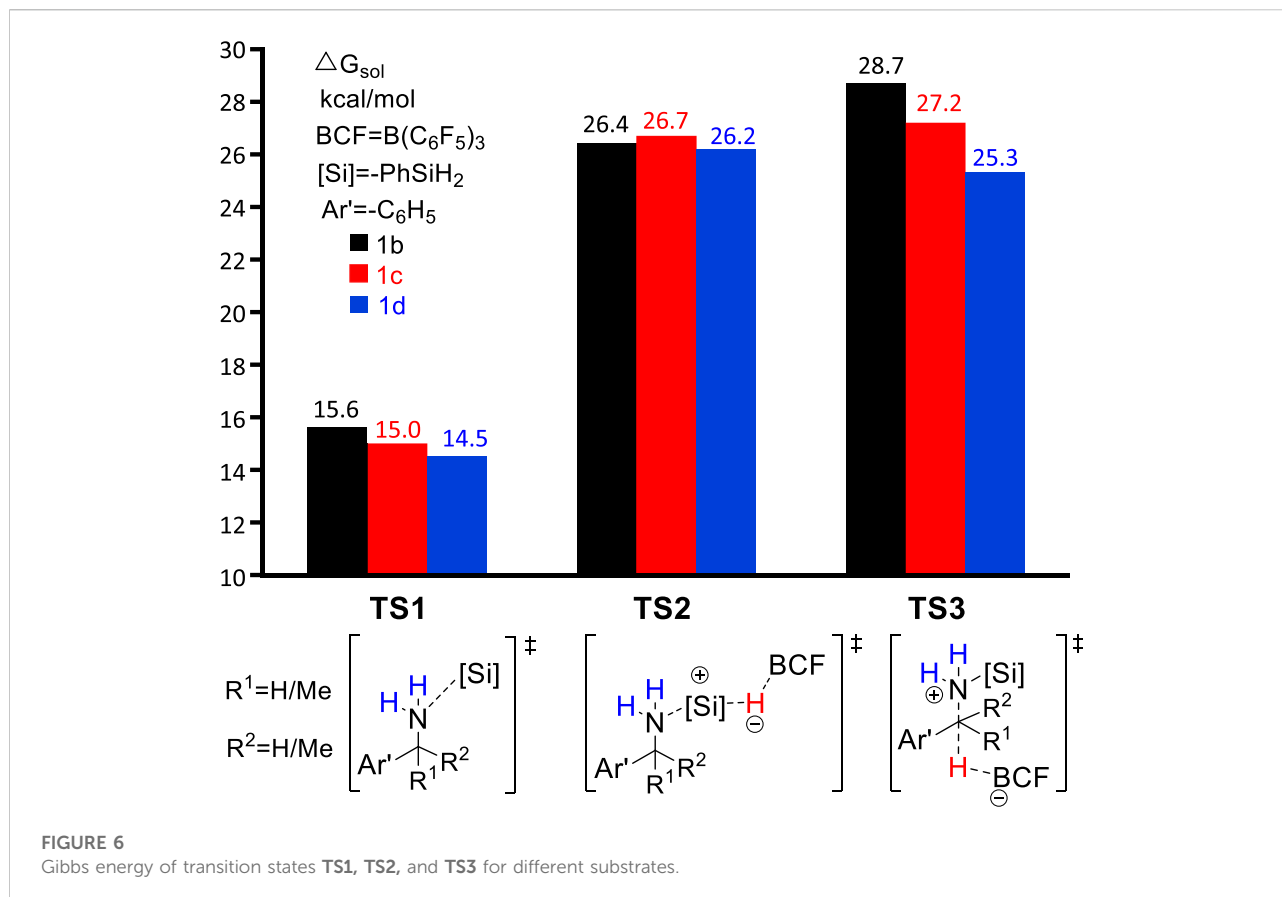 30
28
26
24
22
20
18
16
14
12
10
△G_sol
kcal/mol
BCF=B(C₆F₅)₃
[Si]=-PhSiH₂
Ar'=-C₆H₅
1b
1c
1d
15.6
15.0
14.5
26.4
26.7
26.2
28.7
27.2
25.3
TS1
TS2
TS3
R¹=H/Me
R²=H/Me
‡
H H [Si]
N
Ar' R¹ R²
‡
BCF
H H ⊕ [Si] H
N ⊖
Ar' R¹ R²
‡
H H
⊕ N [Si]
R²
Ar' R¹
H BCF
⊖
FIGURE 6
Gibbs energy of transition states TS1, TS2, and TS3 for different substrates.